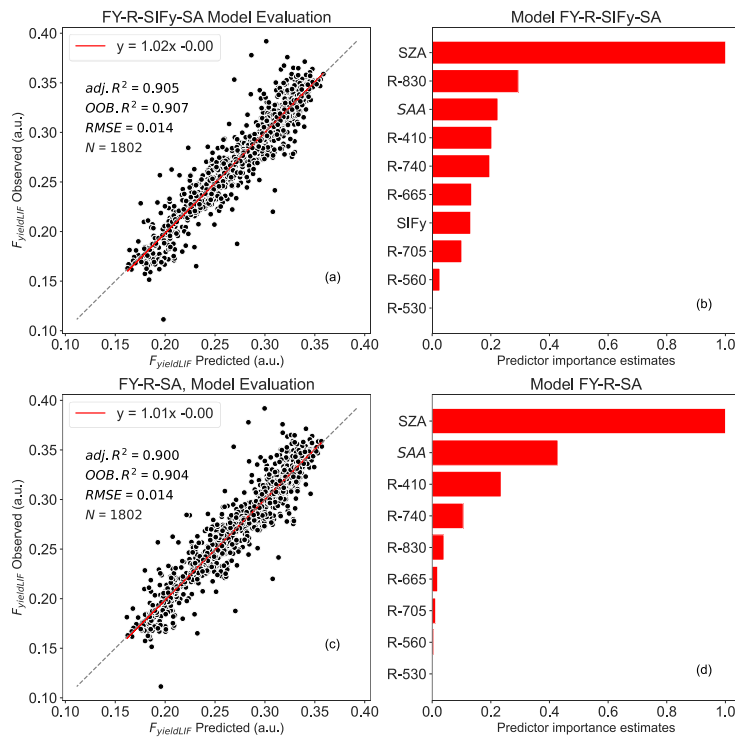 FY-R-SIFy-SA Model Evaluation
y = 1.02x -0.00
adj. R² = 0.905
OOB. R² = 0.907
RMSE = 0.014
N = 1802
(a)
0.40
0.35
0.30
0.25
0.20
0.15
0.10
F_yieldLIF Observed (a.u.)
0.10 0.15 0.20 0.25 0.30 0.35 0.40
F_yieldLIF Predicted (a.u.)
Model FY-R-SIFy-SA
SZA
R-830
SAA
R-410
R-740
R-665
SIFy
R-705
R-560
R-530
(b)
0.0 0.2 0.4 0.6 0.8 1.0
Predictor importance estimates
FY-R-SA, Model Evaluation
y = 1.01x -0.00
adj. R² = 0.900
OOB. R² = 0.904
RMSE = 0.014
N = 1802
(c)
0.40
0.35
0.30
0.25
0.20
0.15
0.10
F_yieldLIF Observed (a.u.)
0.10 0.15 0.20 0.25 0.30 0.35 0.40
F_yieldLIF Predicted (a.u.)
Model FY-R-SA
SZA
SAA
R-410
R-740
R-830
R-665
R-705
R-560
R-530
(d)
0.0 0.2 0.4 0.6 0.8 1.0
Predictor importance estimates